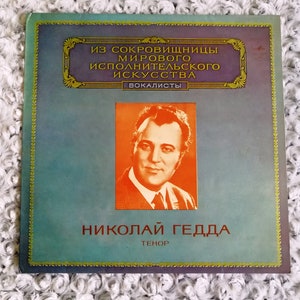 ИЗ СОКРОВИЩНИЦЫ
МИРОВОГО
ИСПОЛНИТЕЛЬСКОГО
ИСКУССТВА
ВОКАЛИСТЫ
НИКОЛАЙ ГЕДДА
ТЕНОР